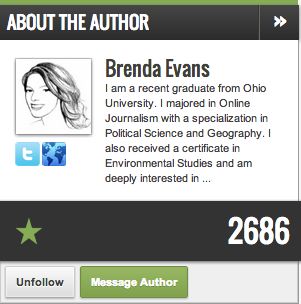 ABOUT THE AUTHOR »
Brenda Evans
I am a recent graduate from Ohio
University. I majored in Online
Journalism with a specialization in
Political Science and Geography. I
also received a certificate in
Environmental Studies and am
deeply interested in ...
t
2686
Unfollow Message Author